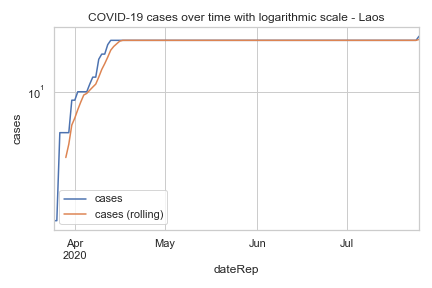 COVID-19 cases over time with logarithmic scale - Laos
cases
10¹
cases
cases (rolling)
Apr
2020
May
Jun
Jul
dateRep